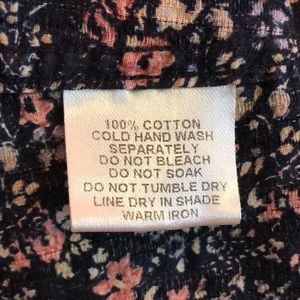 100% COTTON
COLD HAND WASH
SEPARATELY
DO NOT BLEACH
DO NOT SOAK
DO NOT TUMBLE DRY
LINE DRY IN SHADE
WARM IRON